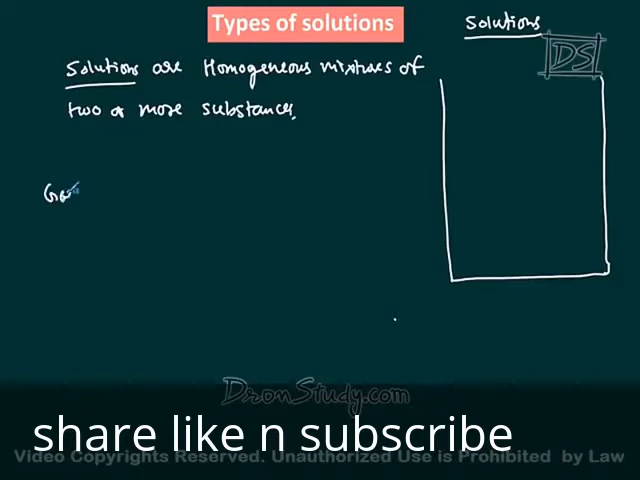 Types of solutions
Solutions
DS
Solutions are Homogeneous mixtures of
two or more substances.
DronStudy.com
share like n subscribe
Video Copyrights Reserved. Unauthorized Use is Prohibited by Law